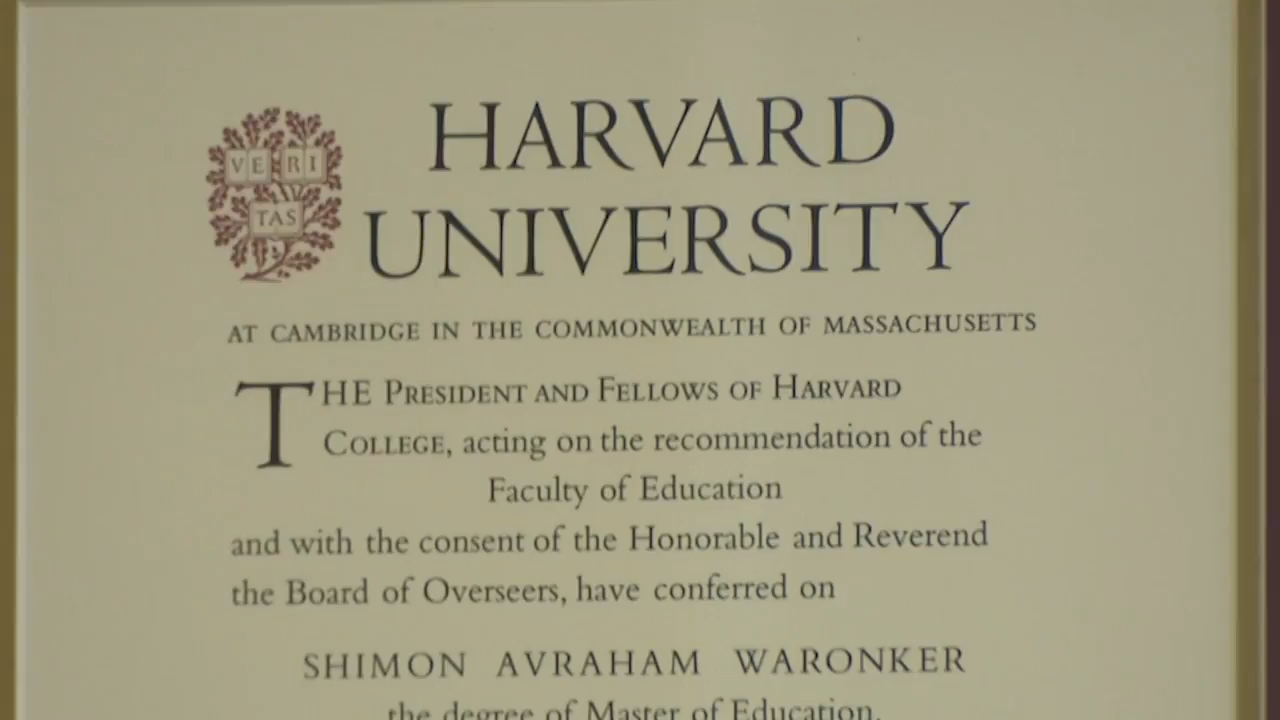 VE RI
TAS
HARVARD
UNIVERSITY
AT CAMBRIDGE IN THE COMMONWEALTH OF MASSACHUSETTS
THE PRESIDENT AND FELLOWS OF HARVARD
COLLEGE, acting on the recommendation of the
Faculty of Education
and with the consent of the Honorable and Reverend
the Board of Overseers, have conferred on
SHIMON AVRAHAM WARONKER
the degree of Master of Education.